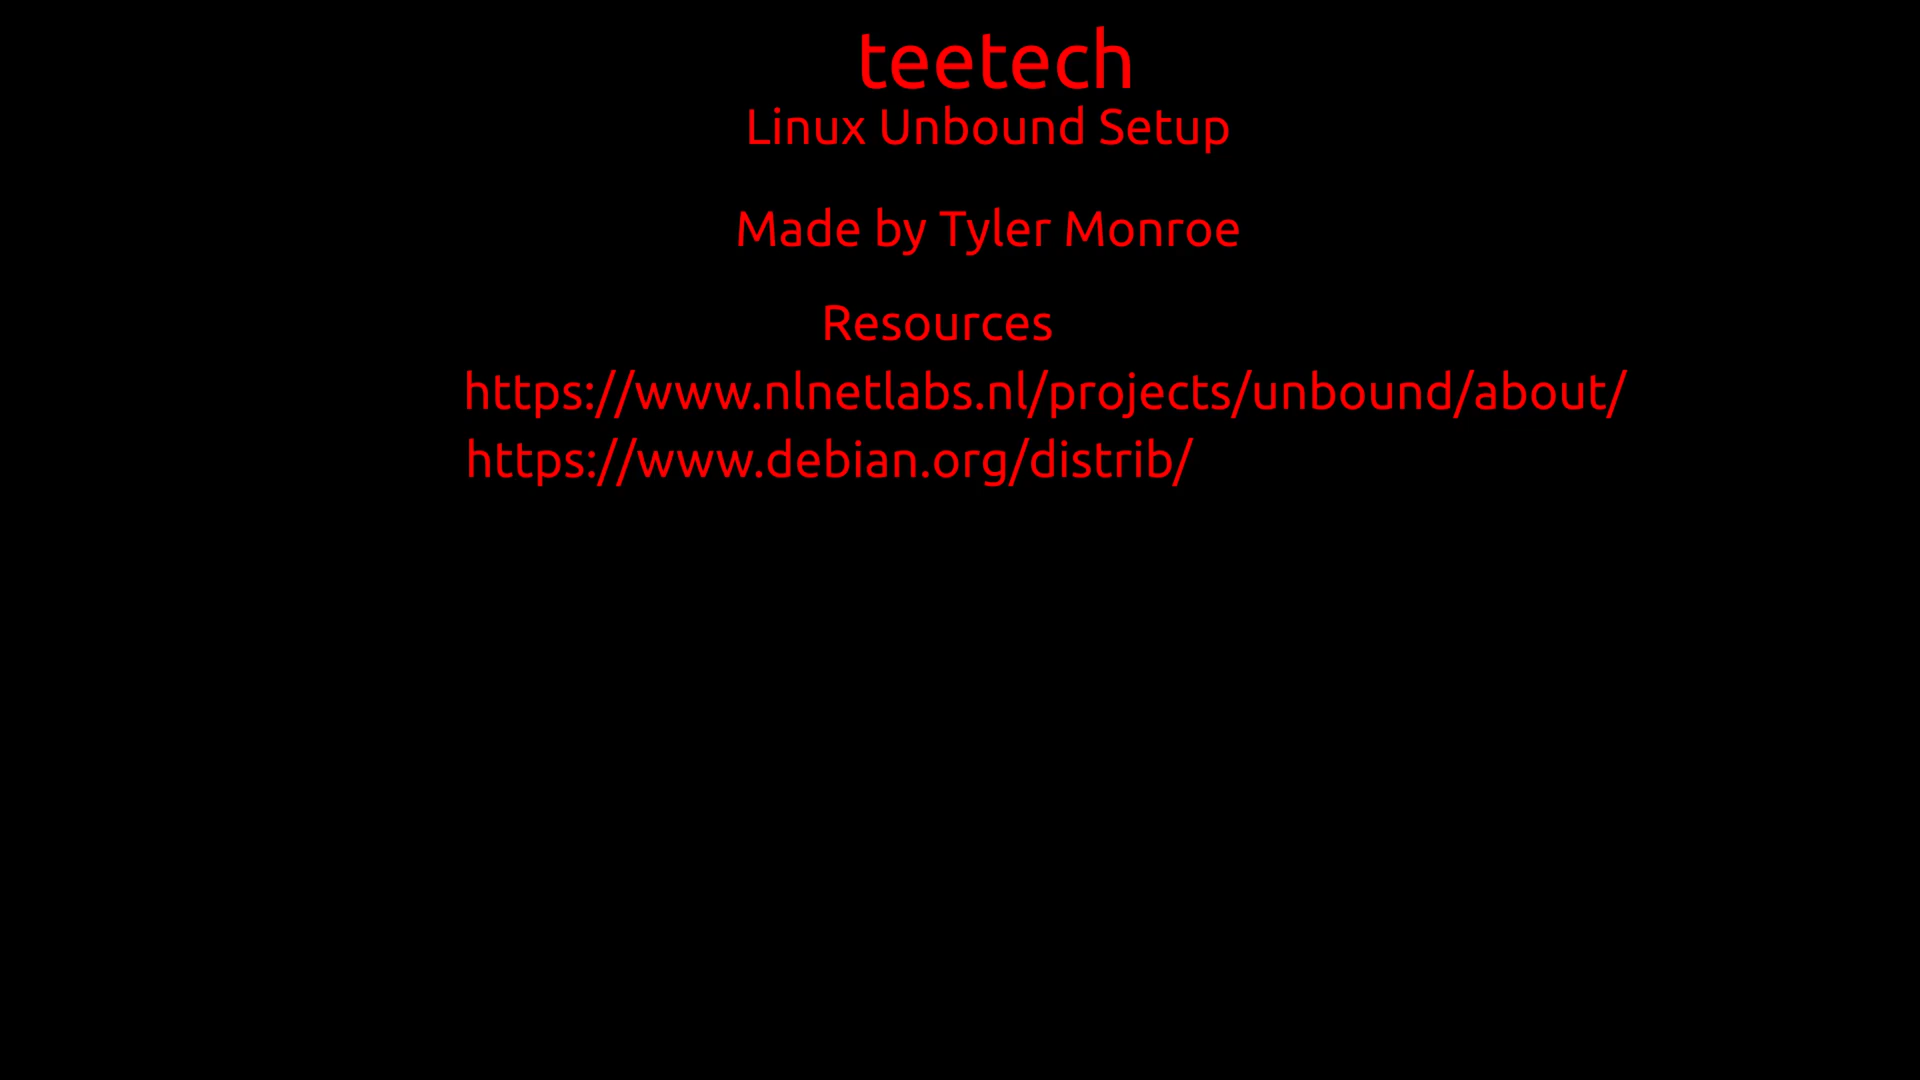 teetech
Linux Unbound Setup
Made by Tyler Monroe
Resources
https://www.nlnetlabs.nl/projects/unbound/about/
https://www.debian.org/distrib/